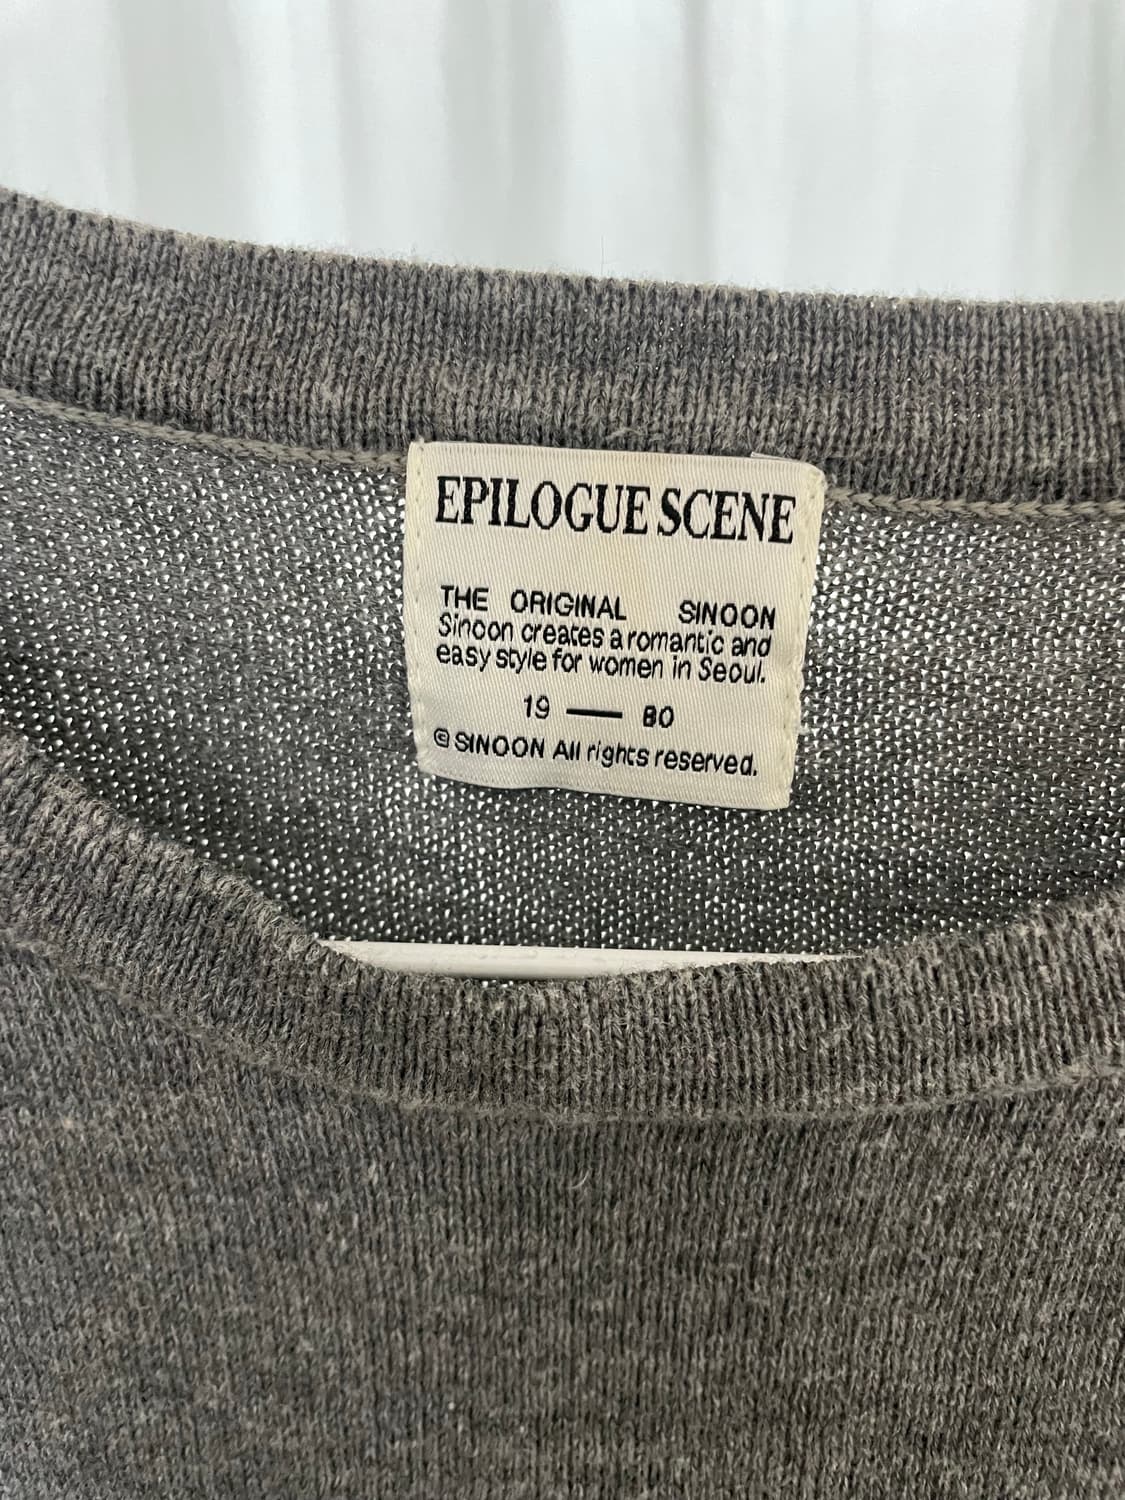 EPILOGUE SCENE
THE ORIGINAL SINOON
Sinoon creates a romantic and
easy style for women in Seoul.
19 — 80
© SINOON All rights reserved.